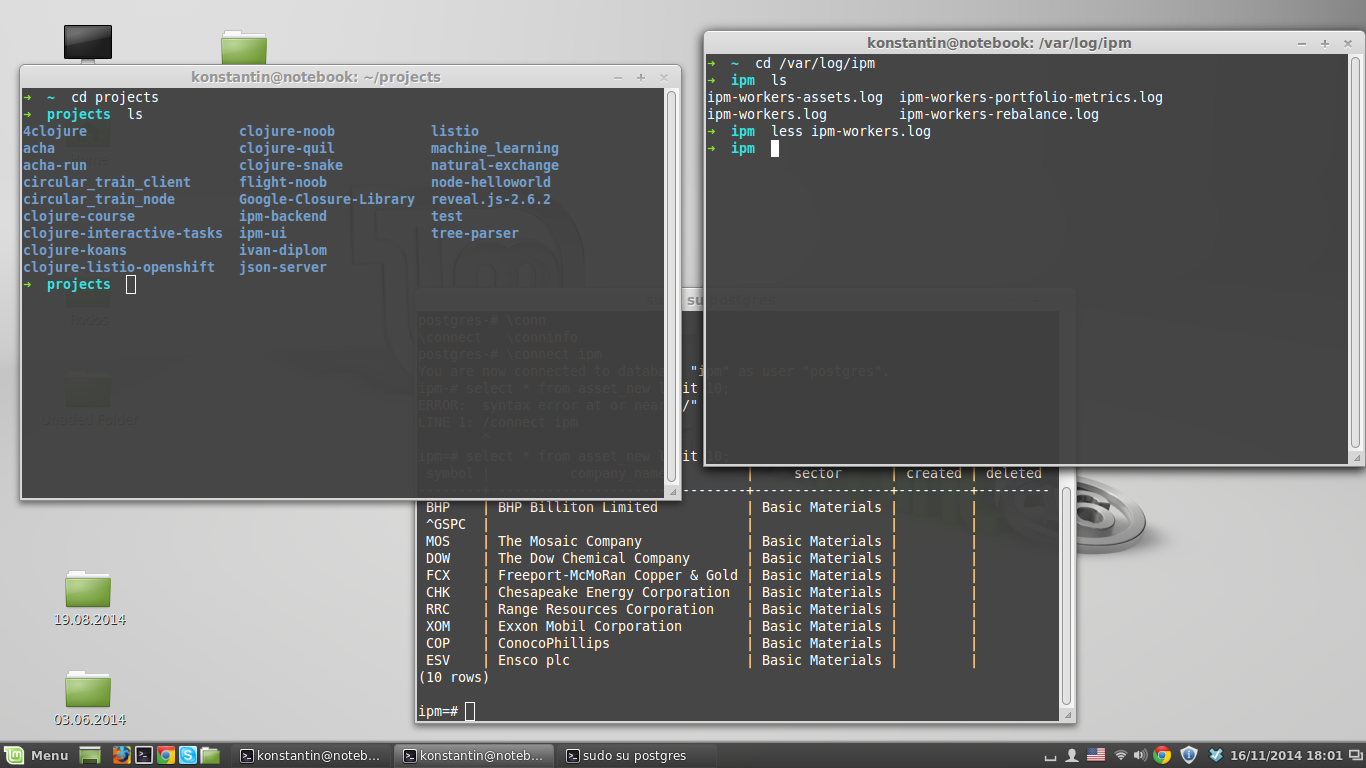 konstantin@notebook: ~/projects
➜  ~  cd projects
➜  projects  ls
4clojure                   clojure-noob            listio
acha                       clojure-quil            machine_learning
acha-run                   clojure-snake           natural-exchange
circular_train_client      flight-noob             node-helloworld
circular_train_node        Google-Closure-Library  reveal.js-2.6.2
clojure-course             ipm-backend             test
clojure-interactive-tasks  ipm-ui                  tree-parser
clojure-koans              ivan-diplom
clojure-listio-openshift   json-server
➜  projects
konstantin@notebook: /var/log/ipm
➜  ~  cd /var/log/ipm
➜  ipm  ls
ipm-workers-assets.log  ipm-workers-portfolio-metrics.log
ipm-workers.log         ipm-workers-rebalance.log
➜  ipm  less ipm-workers.log
➜  ipm
su
postgres-# \conn
\connect   \conninfo
postgres-# \connect ipm
You are now connected to database "ipm" as user "postgres".
ipm-# select * from asset_new limit 10;
ERROR:  syntax error at or near "/"
LINE 1: /connect ipm
^
ipm=# select * from asset_new limit 10;
symbol |          company name          |     sector      | created | deleted
BHP    | BHP Billiton Limited           | Basic Materials |         |
^GSPC  |                                |                 |         |
MOS    | The Mosaic Company             | Basic Materials |         |
DOW    | The Dow Chemical Company       | Basic Materials |         |
FCX    | Freeport-McMoRan Copper & Gold | Basic Materials |         |
CHK    | Chesapeake Energy Corporation  | Basic Materials |         |
RRC    | Range Resources Corporation    | Basic Materials |         |
XOM    | Exxon Mobil Corporation        | Basic Materials |         |
COP    | ConocoPhillips                 | Basic Materials |         |
ESV    | Ensco plc                      | Basic Materials |         |
(10 rows)
ipm=#
Untitled Folder
19.08.2014
03.06.2014
Menu
konstantin@noteb...
konstantin@noteb...
sudo su postgres
16/11/2014 18:01